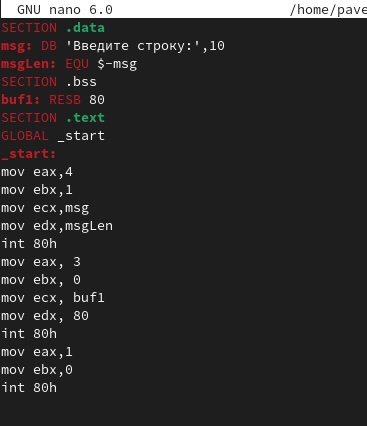 GNU nano 6.0 /home/pave
SECTION .data
msg: DB 'Введите строку:',10
msgLen: EQU $-msg
SECTION .bss
buf1: RESB 80
SECTION .text
GLOBAL _start
_start:
mov eax,4
mov ebx,1
mov ecx,msg
mov edx,msgLen
int 80h
mov eax, 3
mov ebx, 0
mov ecx, buf1
mov edx, 80
int 80h
mov eax,1
mov ebx,0
int 80h